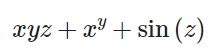 xyz + x^y + sin (z)